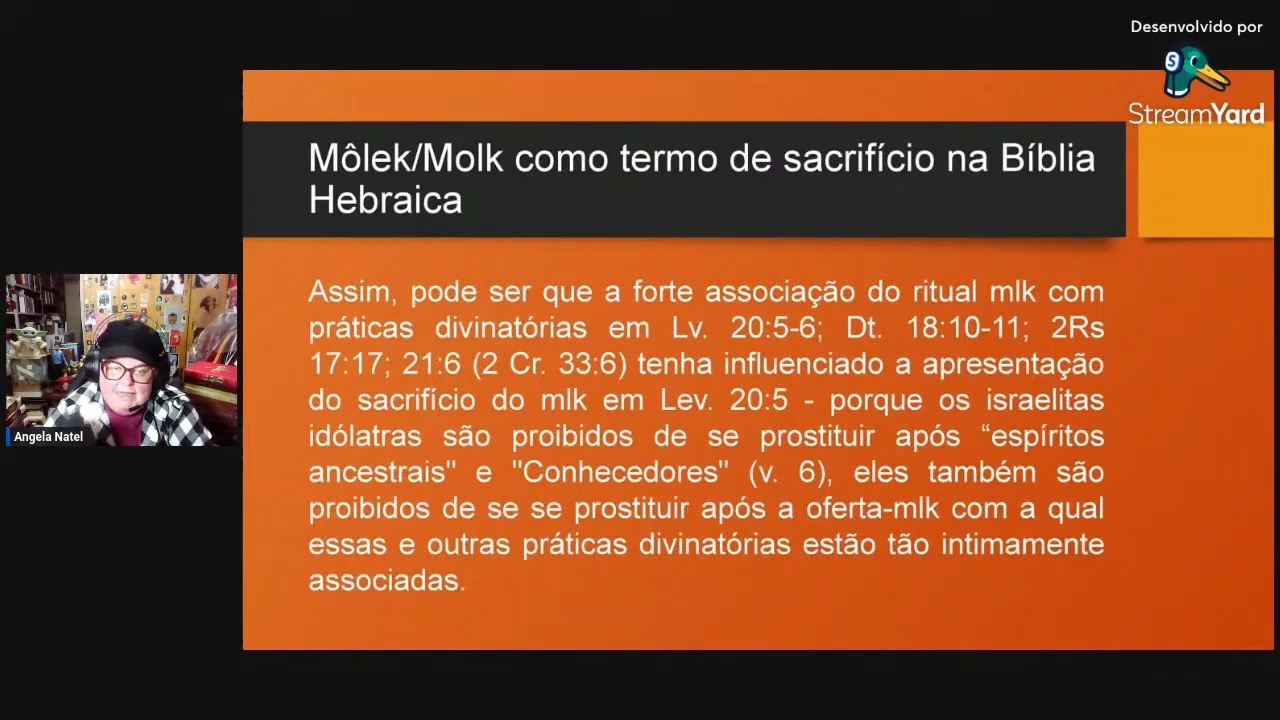 Desenvolvido por
StreamYard
Môlek/Molk como termo de sacrifício na Bíblia
Hebraica
Assim, pode ser que a forte associação do ritual mlk com
práticas divinatórias em Lv. 20:5-6; Dt. 18:10-11; 2Rs
17:17; 21:6 (2 Cr. 33:6) tenha influenciado a apresentação
do sacrifício do mlk em Lev. 20:5 - porque os israelitas
idólatras são proibidos de se prostituir após “espíritos
ancestrais" e "Conhecedores" (v. 6), eles também são
proibidos de se se prostituir após a oferta-mlk com a qual
essas e outras práticas divinatórias estão tão intimamente
associadas.
Angela Natel